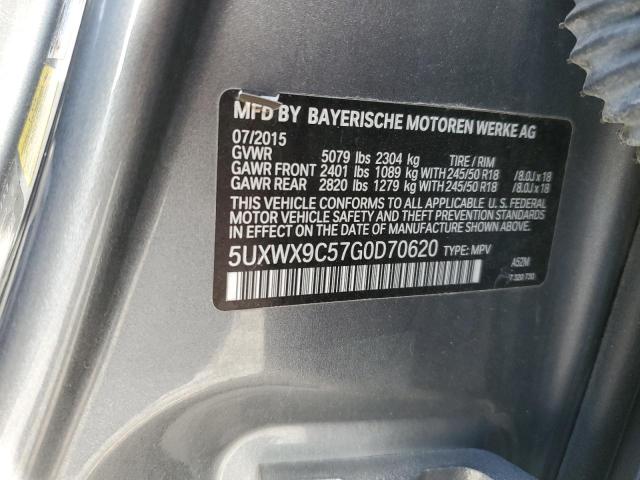 MFD BY BAYERISCHE MOTOREN WERKE AG
07/2015
GVWR 5079 lbs 2304 kg TIRE / RIM
GAWR FRONT 2401 lbs 1089 kg WITH 245/50 R18 /8.0J x 18
GAWR REAR 2820 lbs 1279 kg WITH 245/50 R18 /8.0J x 18
THIS VEHICLE CONFORMS TO ALL APPLICABLE U. S. FEDERAL
MOTOR VEHICLE SAFETY AND THEFT PREVENTION STANDARDS
IN EFFECT ON THE DATE OF MANUFACTURE SHOWN ABOVE.
5UXWX9C57G0D70620 TYPE: MPV